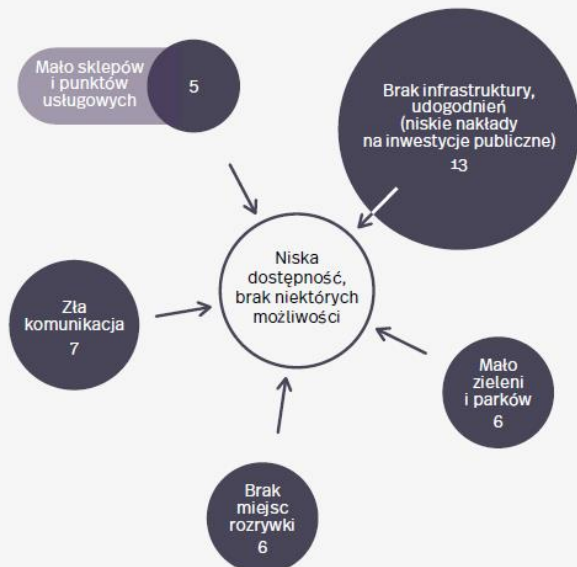 Mało sklepów
i punktów
usługowych
5
Brak infrastruktury,
udogodnień
(niskie nakłady
na inwestycje publiczne)
13
Niska
dostępność,
brak niektórych
możliwości
Zła
komunikacja
7
Mało
zieleni
i parków
6
Brak
miejsc
rozrywki
6